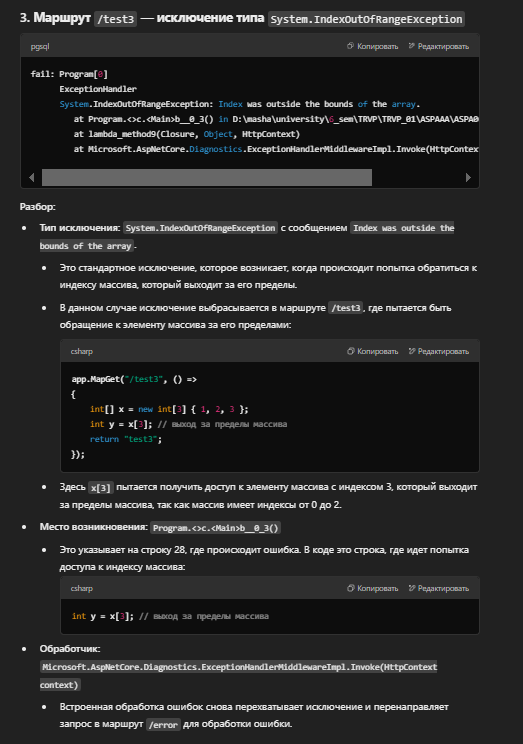 3. Маршрут /test3 — исключение типа System.IndexOutOfRangeException
pgsql Копировать Редактировать
fail: Program[0]
ExceptionHandler
System.IndexOutOfRangeException: Index was outside the bounds of the array.
at Program.<>c.<Main>b__0_3() in D:\masha\university\6_sem\TRVP\TRVP_01\ASPAAA\ASPA0
at lambda_method9(Closure, Object, HttpContext)
at Microsoft.AspNetCore.Diagnostics.ExceptionHandlerMiddlewareImpl.Invoke(HttpContex
Разбор:
• Тип исключения: System.IndexOutOfRangeException с сообщением Index was outside the
bounds of the array.
• Это стандартное исключение, которое возникает, когда происходит попытка обратиться к
индексу массива, который выходит за его пределы.
• В данном случае исключение выбрасывается в маршруте /test3, где пытается быть
обращение к элементу массива за его пределами:
csharp Копировать Редактировать
app.MapGet("/test3", () =>
{
int[] x = new int[3] { 1, 2, 3 };
int y = x[3]; // выход за пределы массива
return "test3";
});
• Здесь x[3] пытается получить доступ к элементу массива с индексом 3, который выходит
за пределы массива, так как массив имеет индексы от 0 до 2.
• Место возникновения: Program.<>c.<Main>b__0_3()
• Это указывает на строку 28, где происходит ошибка. В коде это строка, где идет попытка
доступа к индексу массива:
csharp Копировать Редактировать
int y = x[3]; // выход за пределы массива
• Обработчик:
Microsoft.AspNetCore.Diagnostics.ExceptionHandlerMiddlewareImpl.Invoke(HttpContext
context)
• Встроенная обработка ошибок снова перехватывает исключение и перенаправляет
запрос в маршрут /error для обработки ошибки.